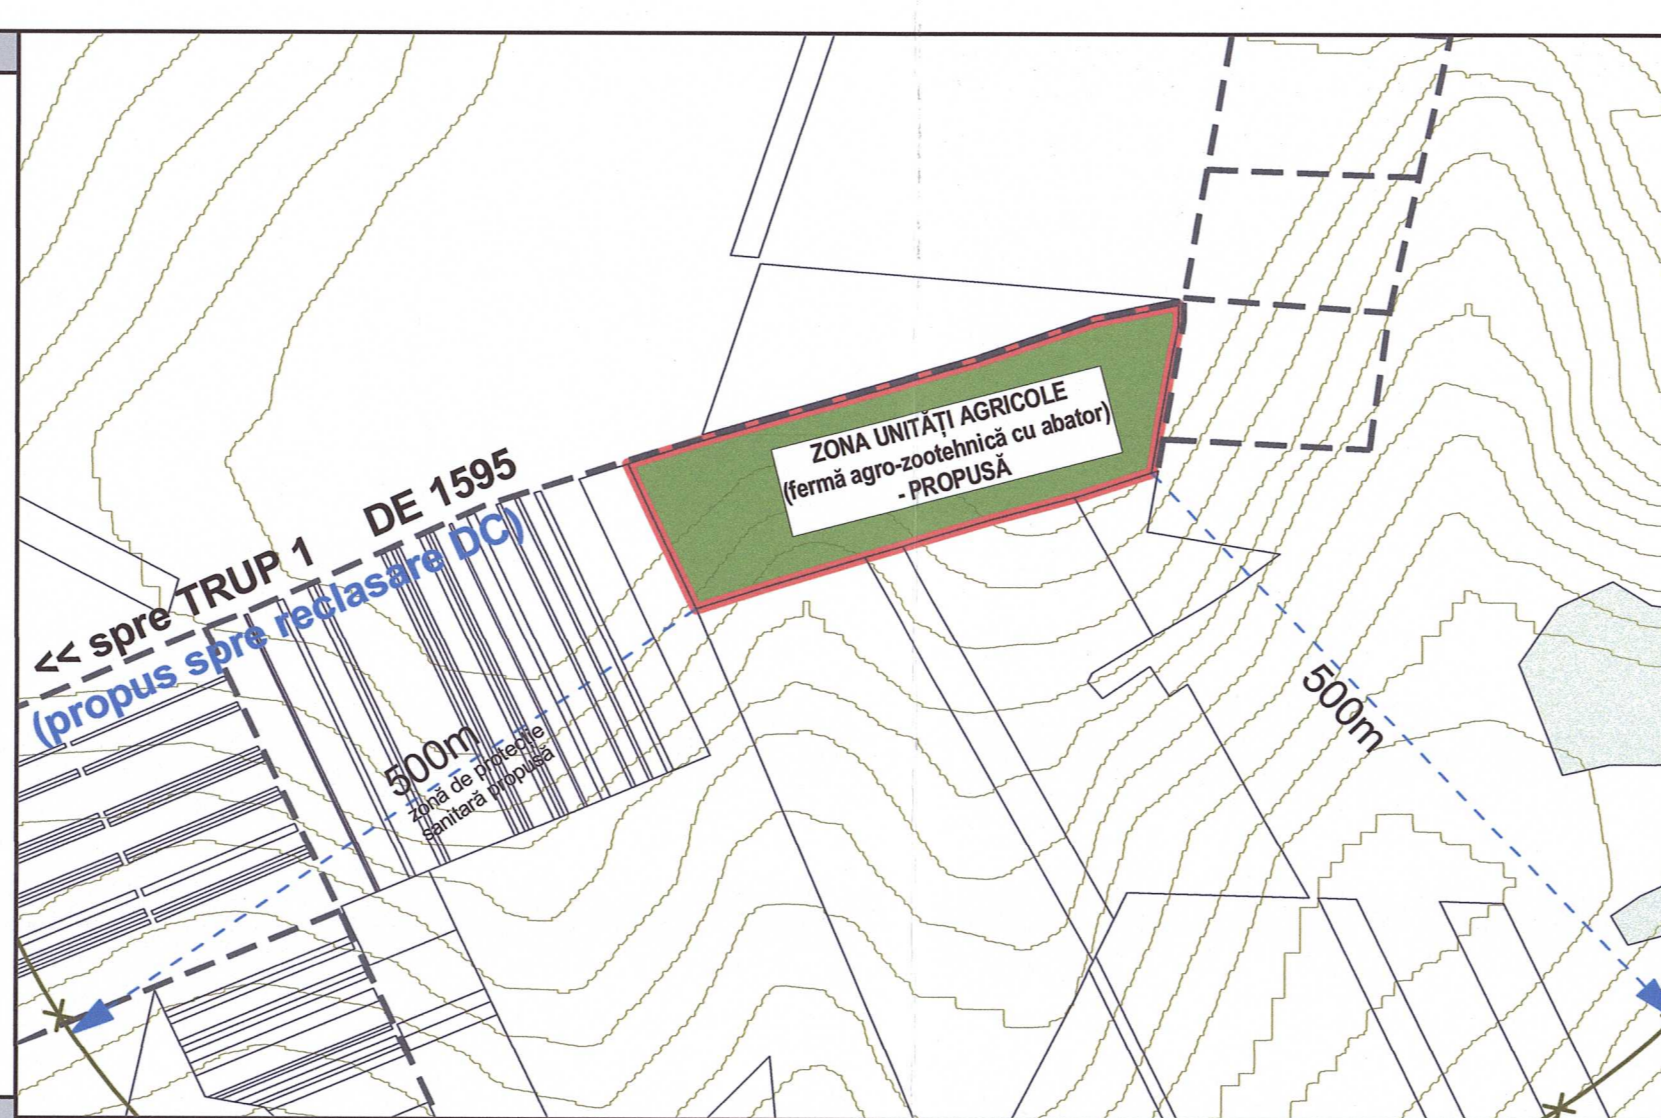 ZONA UNITĂȚI AGRICOLE
(fermă agro-zootehnică cu abator)
- PROPUSĂ
DE 1595
<< spre TRUP 1
(propus spre reclasare DC)
500m
zonă de protecție
sanitară propusă
500m